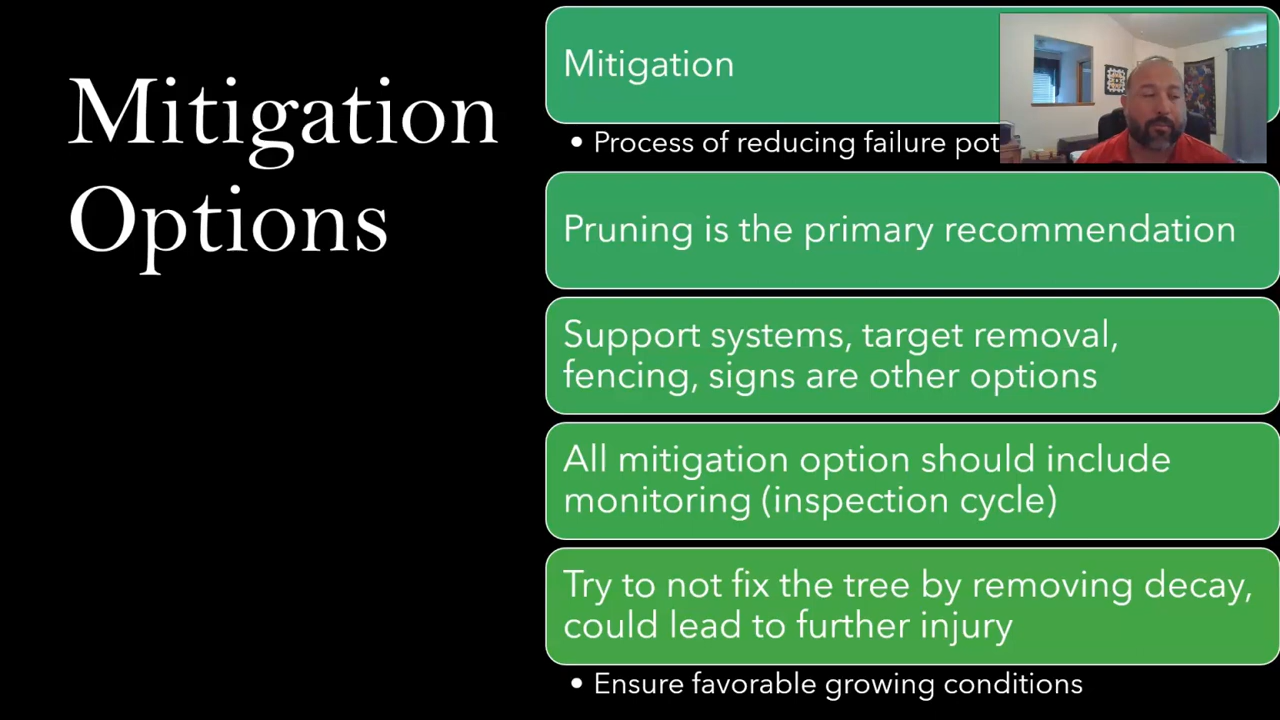 Mitigation
Options
Mitigation
• Process of reducing failure
Pruning is the primary recommendation
Support systems, target removal,
fencing, signs are other options
All mitigation option should include
monitoring (inspection cycle)
Try to not fix the tree by removing decay,
could lead to further injury
• Ensure favorable growing conditions